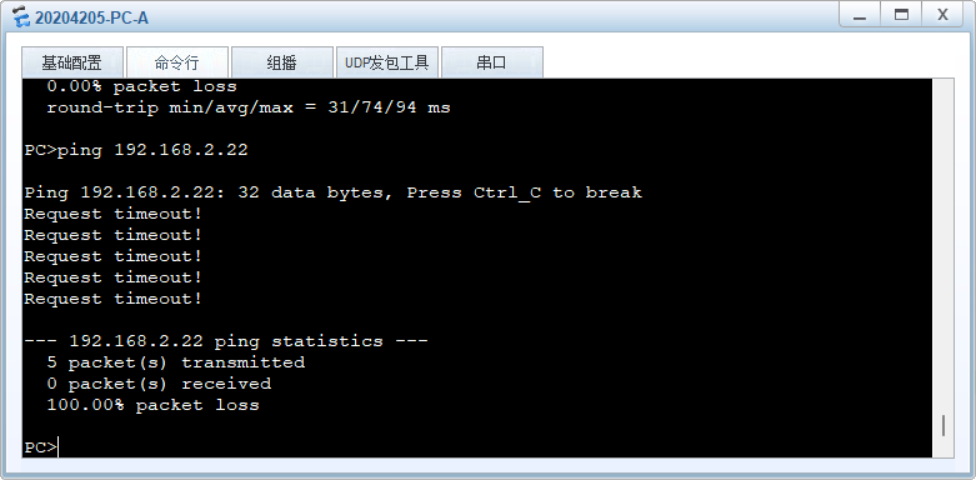 20204205-PC-A
基础配置 命令行 组播 UDP发包工具 串口
0.00% packet loss
round-trip min/avg/max = 31/74/94 ms
PC>ping 192.168.2.22
Ping 192.168.2.22: 32 data bytes, Press Ctrl_C to break
Request timeout!
Request timeout!
Request timeout!
Request timeout!
Request timeout!
--- 192.168.2.22 ping statistics ---
5 packet(s) transmitted
0 packet(s) received
100.00% packet loss
PC>